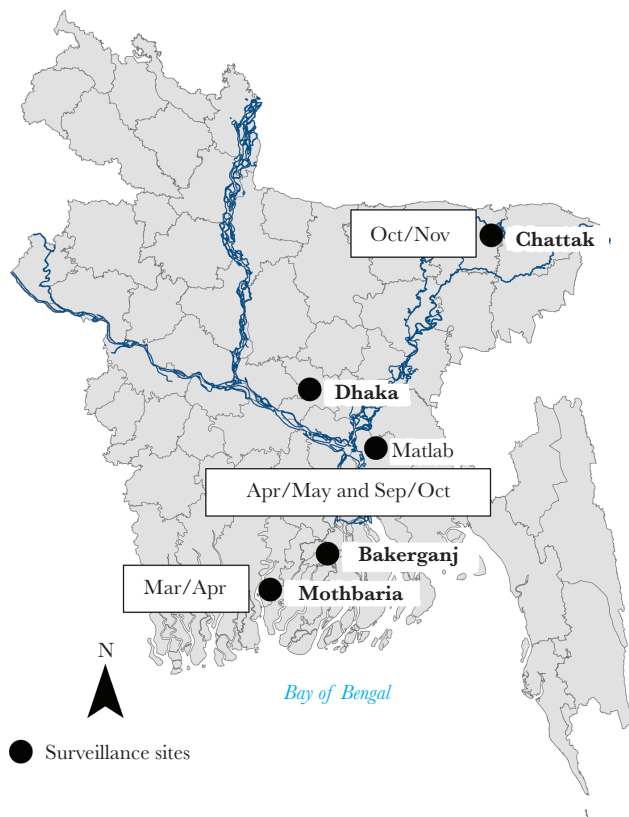 Oct/Nov
Chattak
Dhaka
Matlab
Apr/May and Sep/Oct
Bakerganj
Mar/Apr
Mothbaria
N
Bay of Bengal
Surveillance sites
1